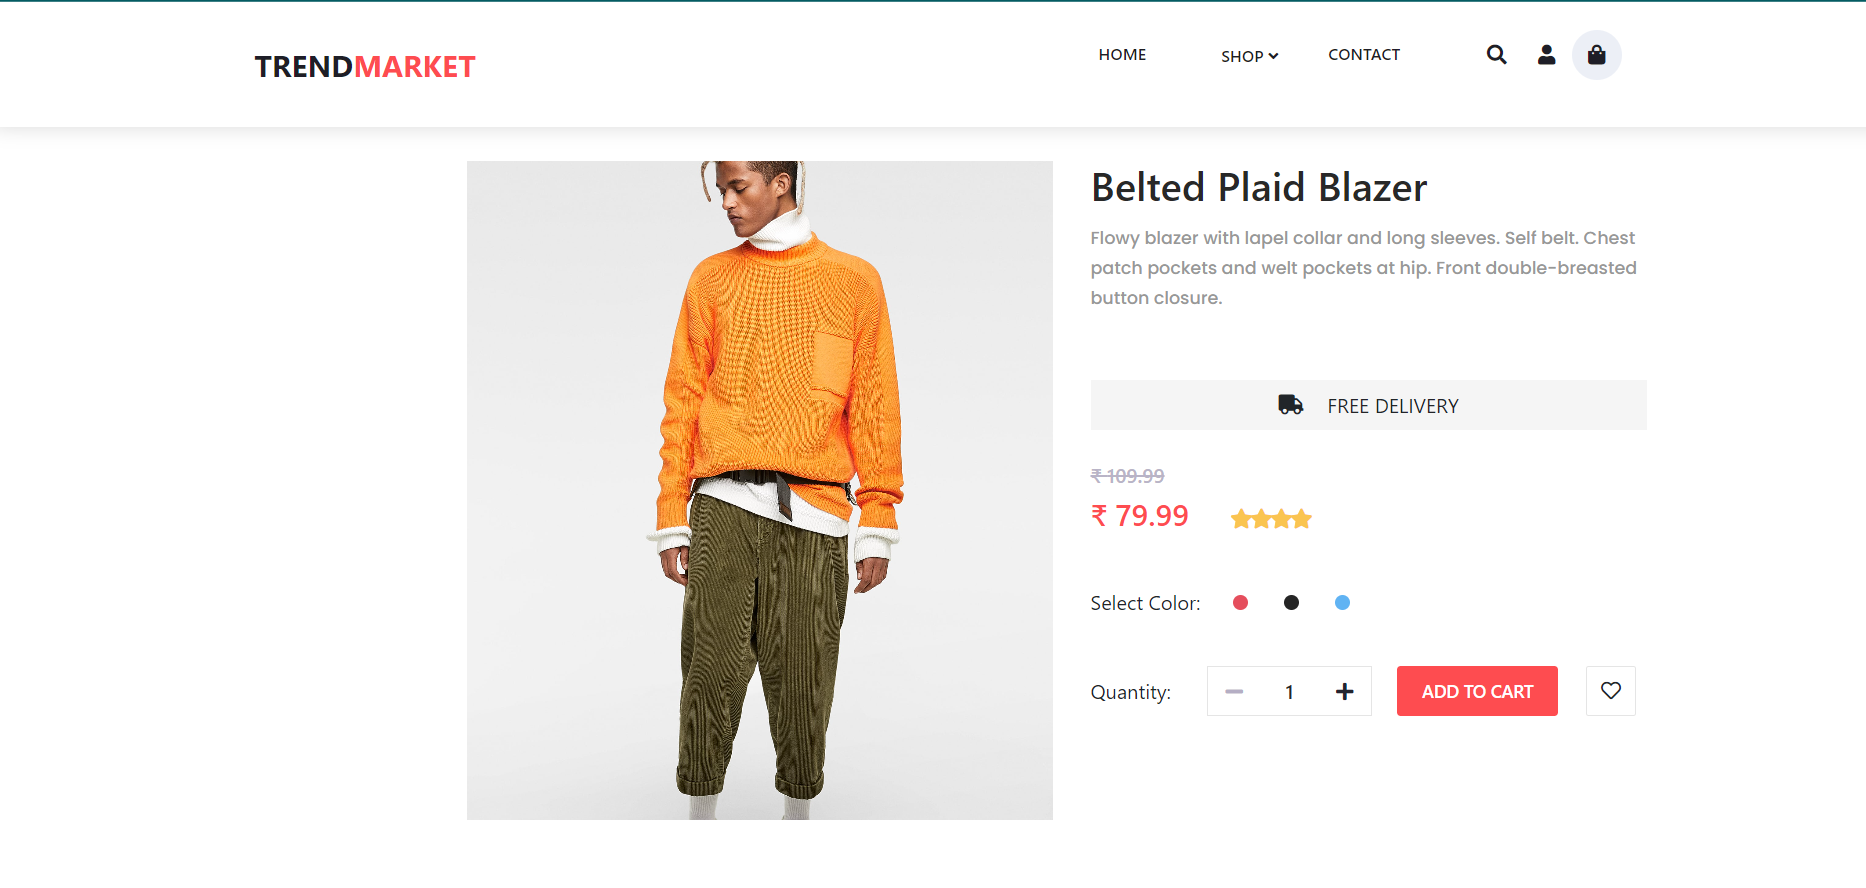 TRENDMARKET
HOME
SHOP
CONTACT
Belted Plaid Blazer
Flowy blazer with lapel collar and long sleeves. Self belt. Chest
patch pockets and welt pockets at hip. Front double-breasted
button closure.
FREE DELIVERY
₹ 109.99
₹ 79.99
Select Color:
Quantity:
1
ADD TO CART